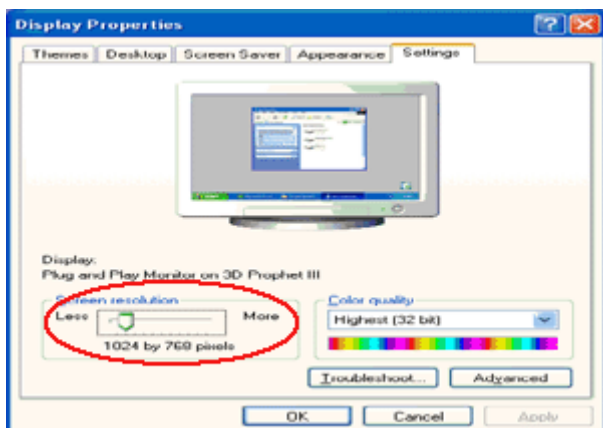 Display Properties
Themes Desktop Screen Saver Appearance Settings
Display:
Plug and Play Monitor on 3D Prophet III
Screen resolution
Less More
1024 by 768 pixels
Color quality
Highest (32 bit)
Troubleshoot... Advanced
OK Cancel Apply